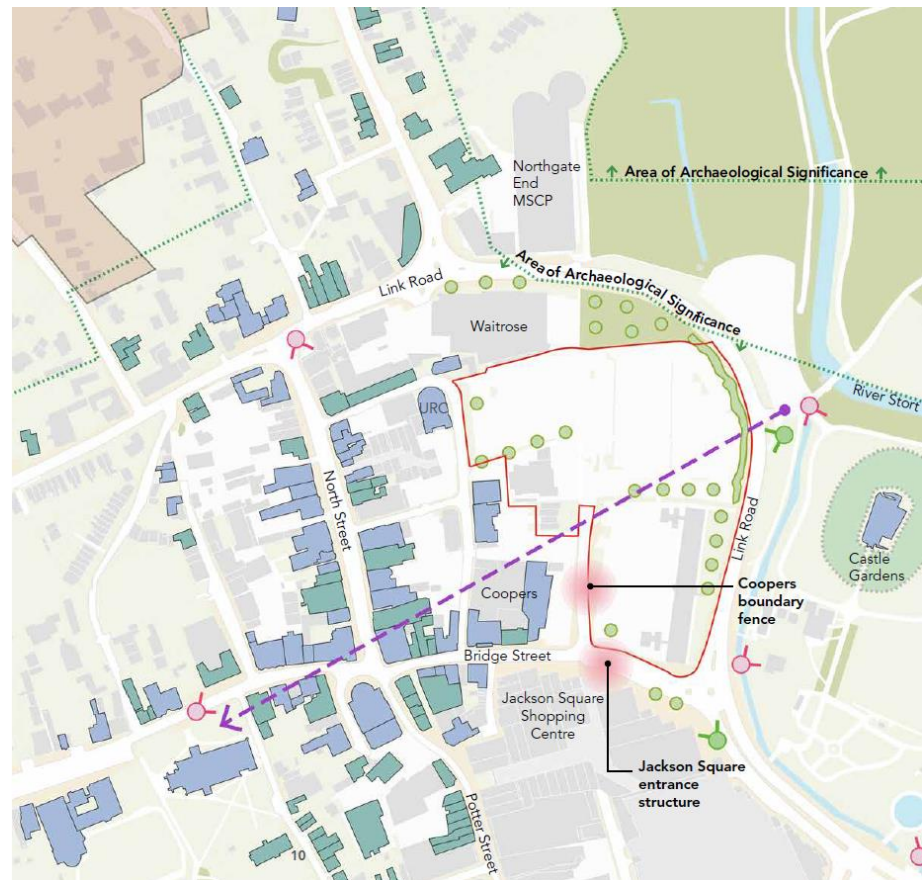 Northgate
End
MSCP
Area of Archaeological Significance
Area of Archaeological Significance
Link Road
Waitrose
River Stort
URC
North Street
Link Road
Castle
Gardens
Coopers
boundary
fence
Coopers
Bridge Street
Jackson Square
Shopping
Centre
Jackson Square
entrance
structure
Potter Street
10